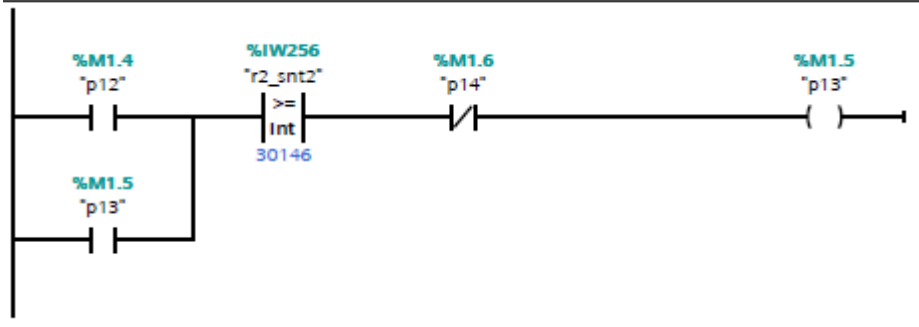 %M1.4
"p12"
%IW256
"r2_snt2"
>=
Int
30146
%M1.6
"p14"
%M1.5
"p13"
%M1.5
"p13"